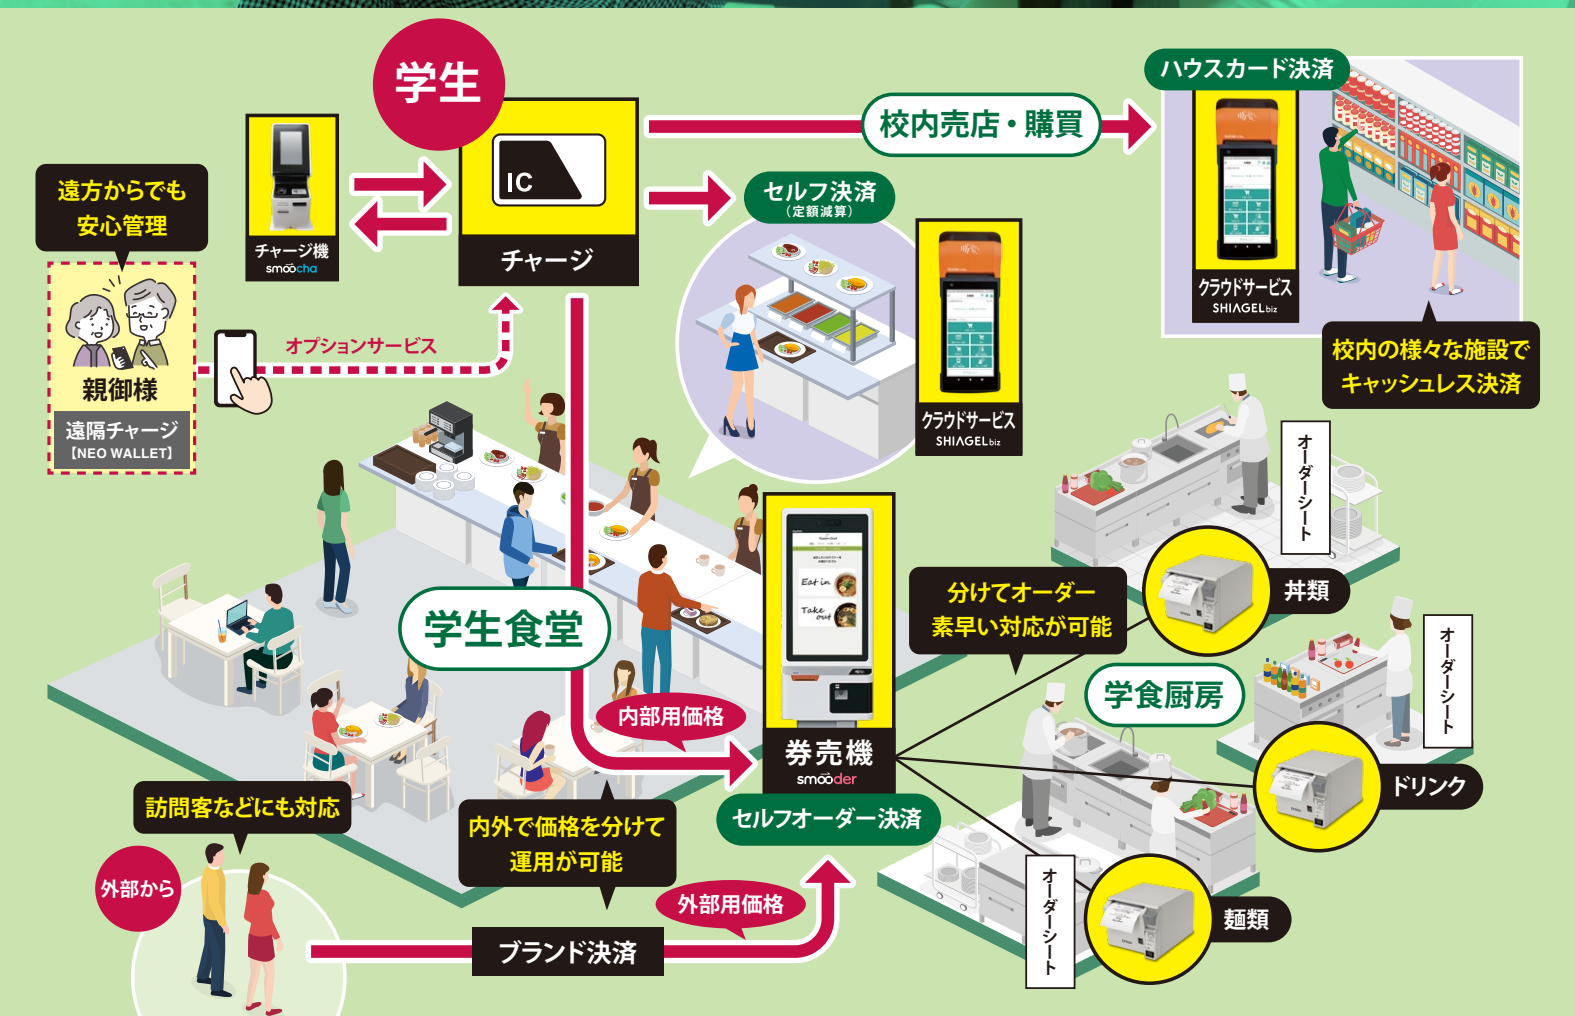 学生
ハウスカード決済
校内売店・購買
IC
チャージ
チャージ機
smoocha
遠方からでも
安心管理
セルフ決済
(定額減算)
クラウドサービス
SHIAGELbiz
クラウドサービス
SHIAGELbiz
校内の様々な施設で
キャッシュレス決済
オプションサービス
親御様
遠隔チャージ
【NEO WALLET】
オーダーシート
丼類
分けてオーダー
素早い対応が可能
Eat in
Take out
学生食堂
学食厨房
オーダーシート
内部用価格
券売機
smooder
セルフオーダー決済
ドリンク
訪問客などにも対応
内外で価格を分けて
運用が可能
外部から
外部用価格
オーダーシート
麺類
ブランド決済